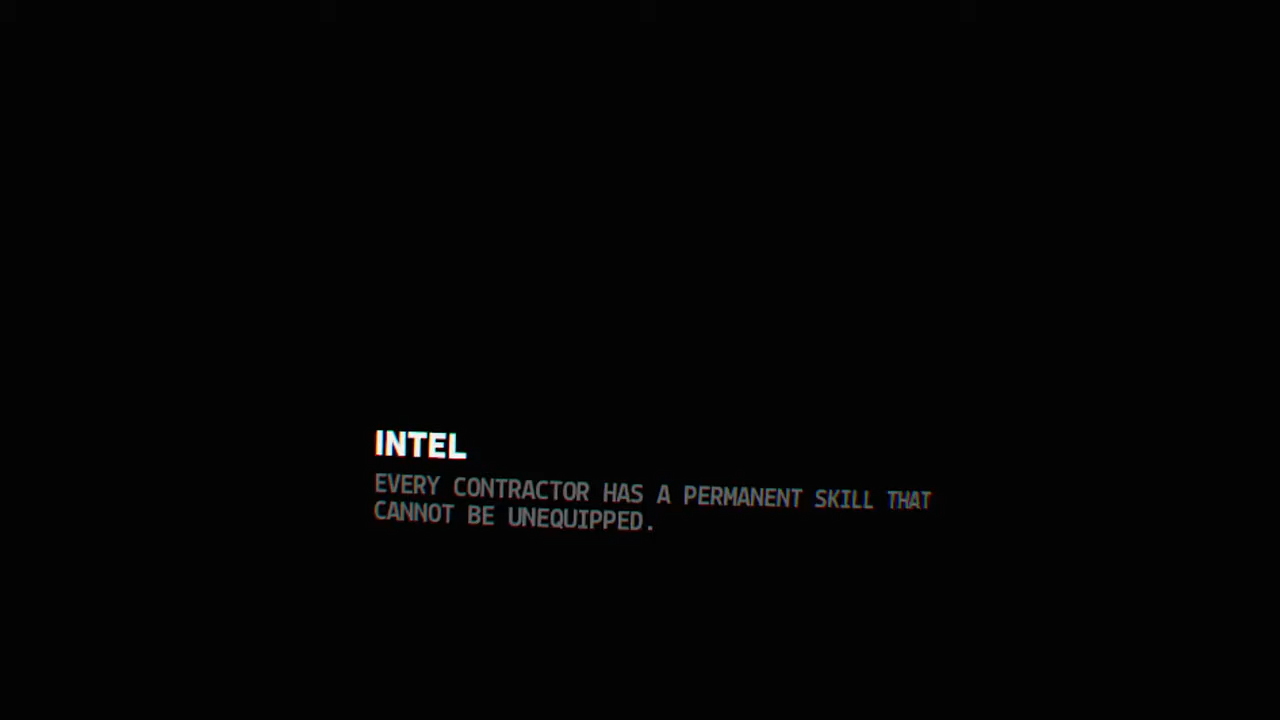 INTEL
EVERY CONTRACTOR HAS A PERMANENT SKILL THAT
CANNOT BE UNEQUIPPED.